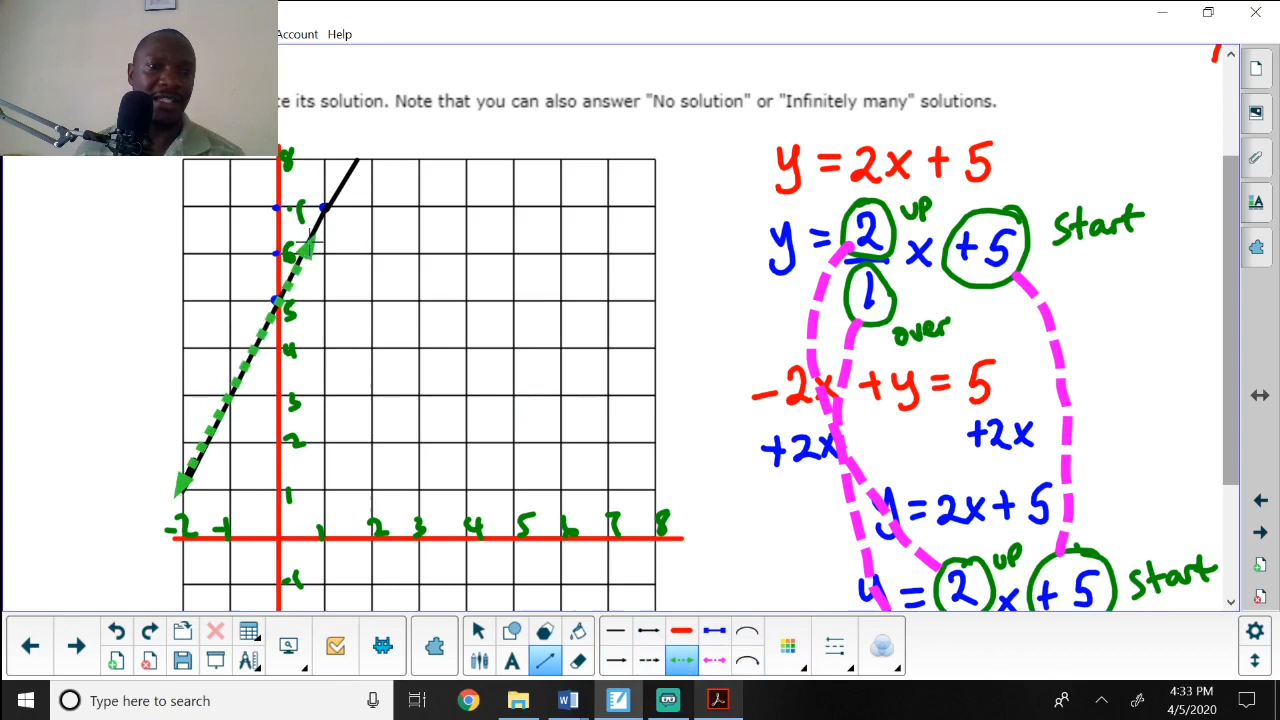 Account Help
te its solution. Note that you can also answer "No solution" or "Infinitely many" solutions.
8
7
6
5
4
3
2
1
-2 -1 1 2 3 4 5 6 7 8
-1
y = 2x + 5
y = 2/1 x + 5
up
start
over
-2x + y = 5
+2x +2x
y = 2x + 5
y = 2x + 5
up
start
A
Type here to search
4:33 PM
4/5/2020